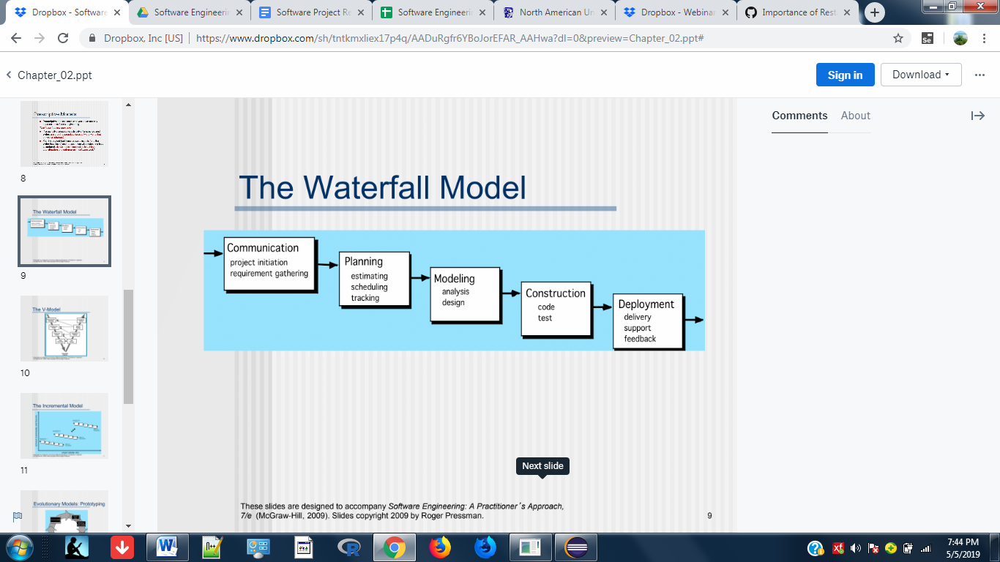 Dropbox - Software
Software Engineerin
Software Project Re
Software Engineerin
North American Un
Dropbox - Webinar
Importance of Rest
Dropbox, Inc [US]
https://www.dropbox.com/sh/tntkmxliex17p4q/AADuRgfr6YBoJorEFAR_AAHwa?dl=0&preview=Chapter_02.ppt#
Chapter_02.ppt
Sign in
Download
Comments
About
Prescriptive Models
8
The Waterfall Model
9
The V-Model
10
The Incremental Model
11
Evolutionary Models: Prototyping
The Waterfall Model
Communication
project initiation
requirement gathering
Planning
estimating
scheduling
tracking
Modeling
analysis
design
Construction
code
test
Deployment
delivery
support
feedback
Next slide
These slides are designed to accompany Software Engineering: A Practitioner´s Approach,
7/e (McGraw-Hill, 2009). Slides copyright 2009 by Roger Pressman.
9
7:44 PM
5/5/2019